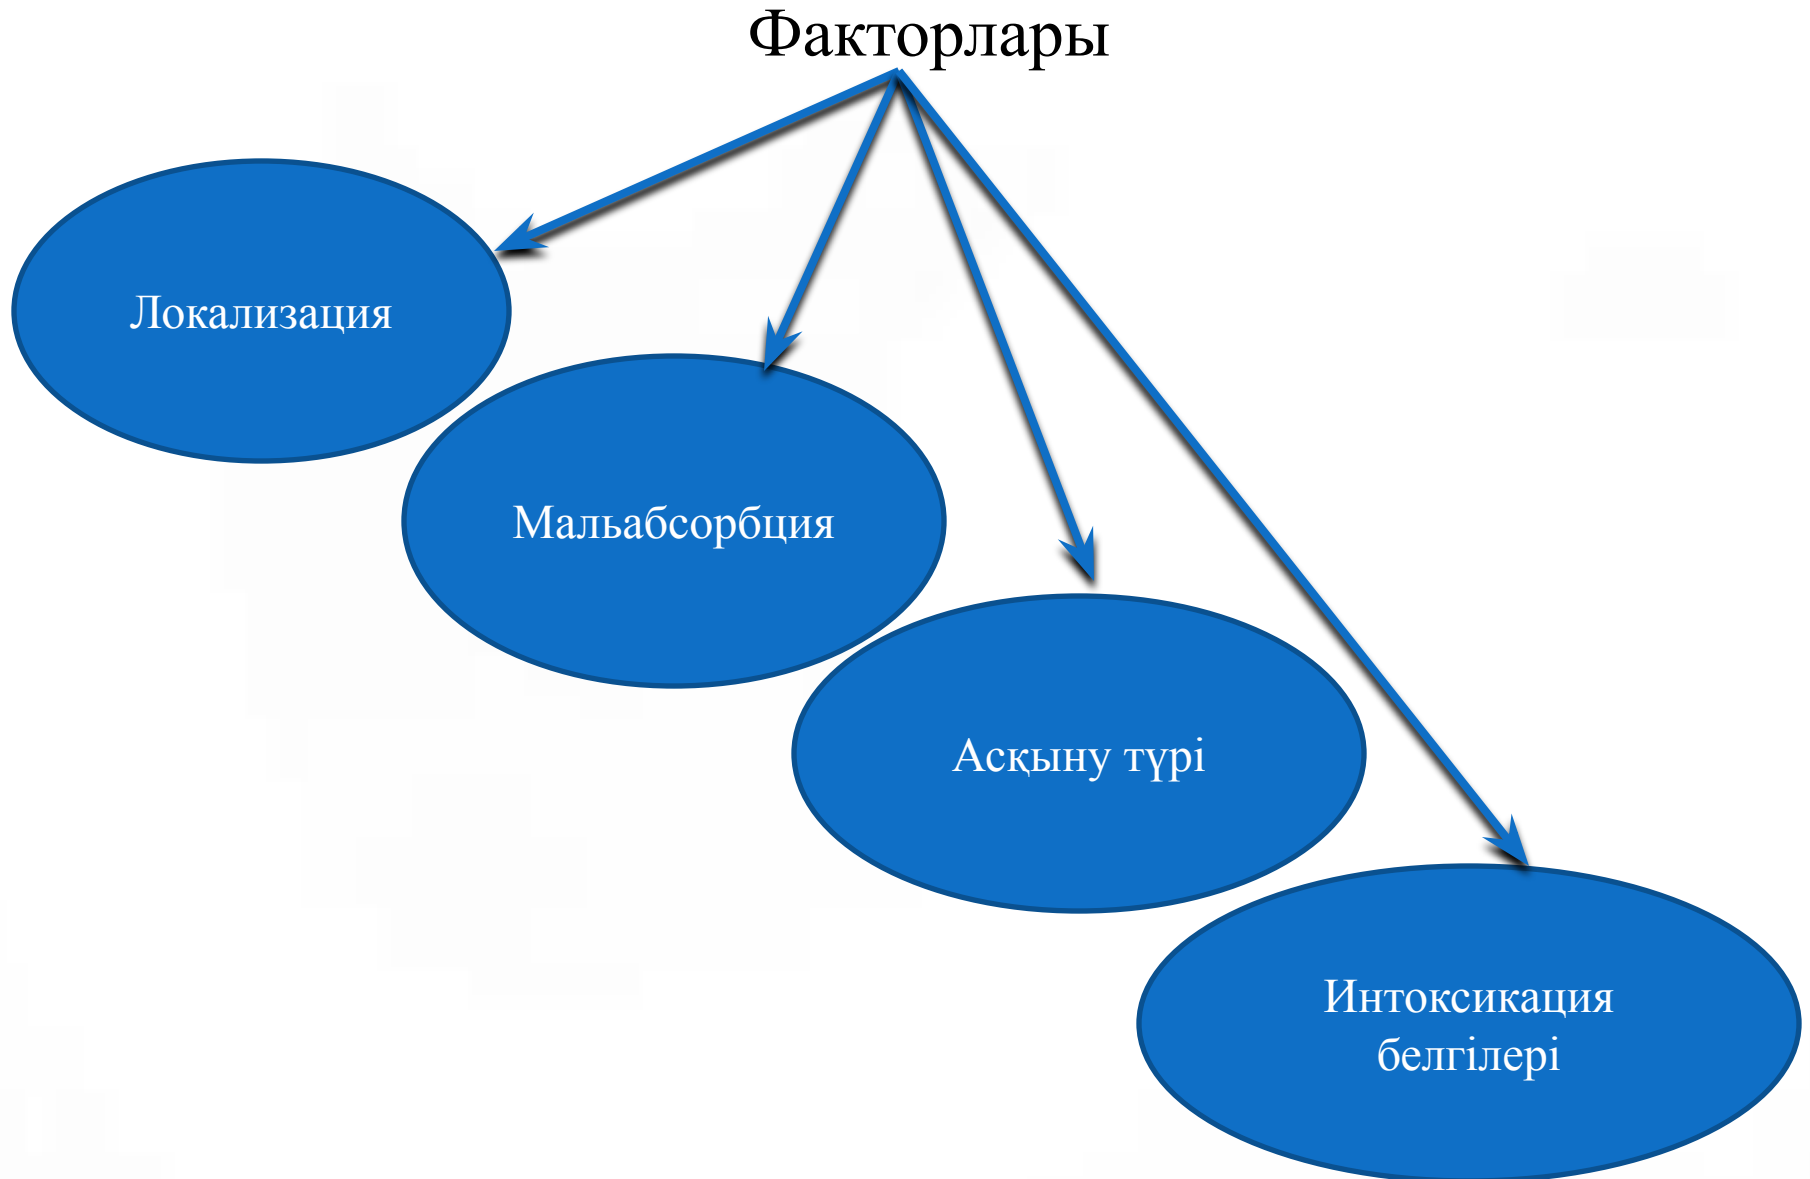 Факторлары
Локализация
Мальабсорбция
Асқыну түрі
Интоксикация
белгілері